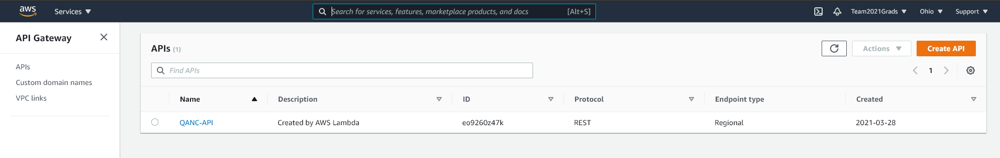 aws Services Search for services, features, marketplace products, and docs [Alt+S] Team2021Grads Ohio Support
API Gateway
APIs
Custom domain names
VPC links
APIs (1) Actions Create API
Find APIs 1
Name Description ID Protocol Endpoint type Created
QANC-API Created by AWS Lambda eo9260z47k REST Regional 2021-03-28